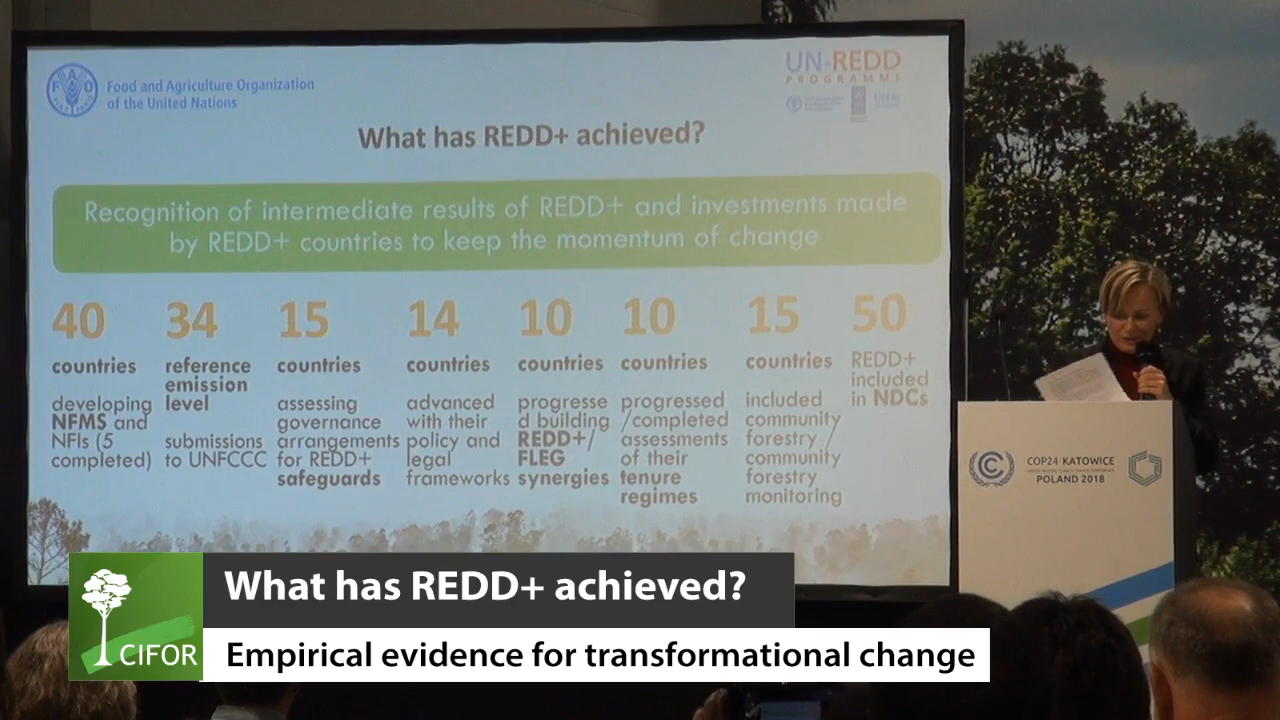 FAO
FIAT PANIS
Food and Agriculture Organization
of the United Nations
UN-REDD
PROGRAMME
What has REDD+ achieved?
Recognition of intermediate results of REDD+ and investments made
by REDD+ countries to keep the momentum of change
40
countries
developing
NFMS and
NFIs (5
completed)
34
reference
emission
level
submissions
to UNFCCC
15
countries
assessing
governance
arrangements
for REDD+
safeguards
14
countries
advanced
with their
policy and
legal
frameworks
10
countries
progresse
d building
REDD+/
FLEG
synergies
10
countries
progressed
/completed
assessments
of their
tenure
regimes
15
countries
included
community
forestry /
community
forestry
monitoring
50
REDD+
included
in NDCs
COP24·KATOWICE
POLAND 2018
CIFOR
What has REDD+ achieved?
Empirical evidence for transformational change